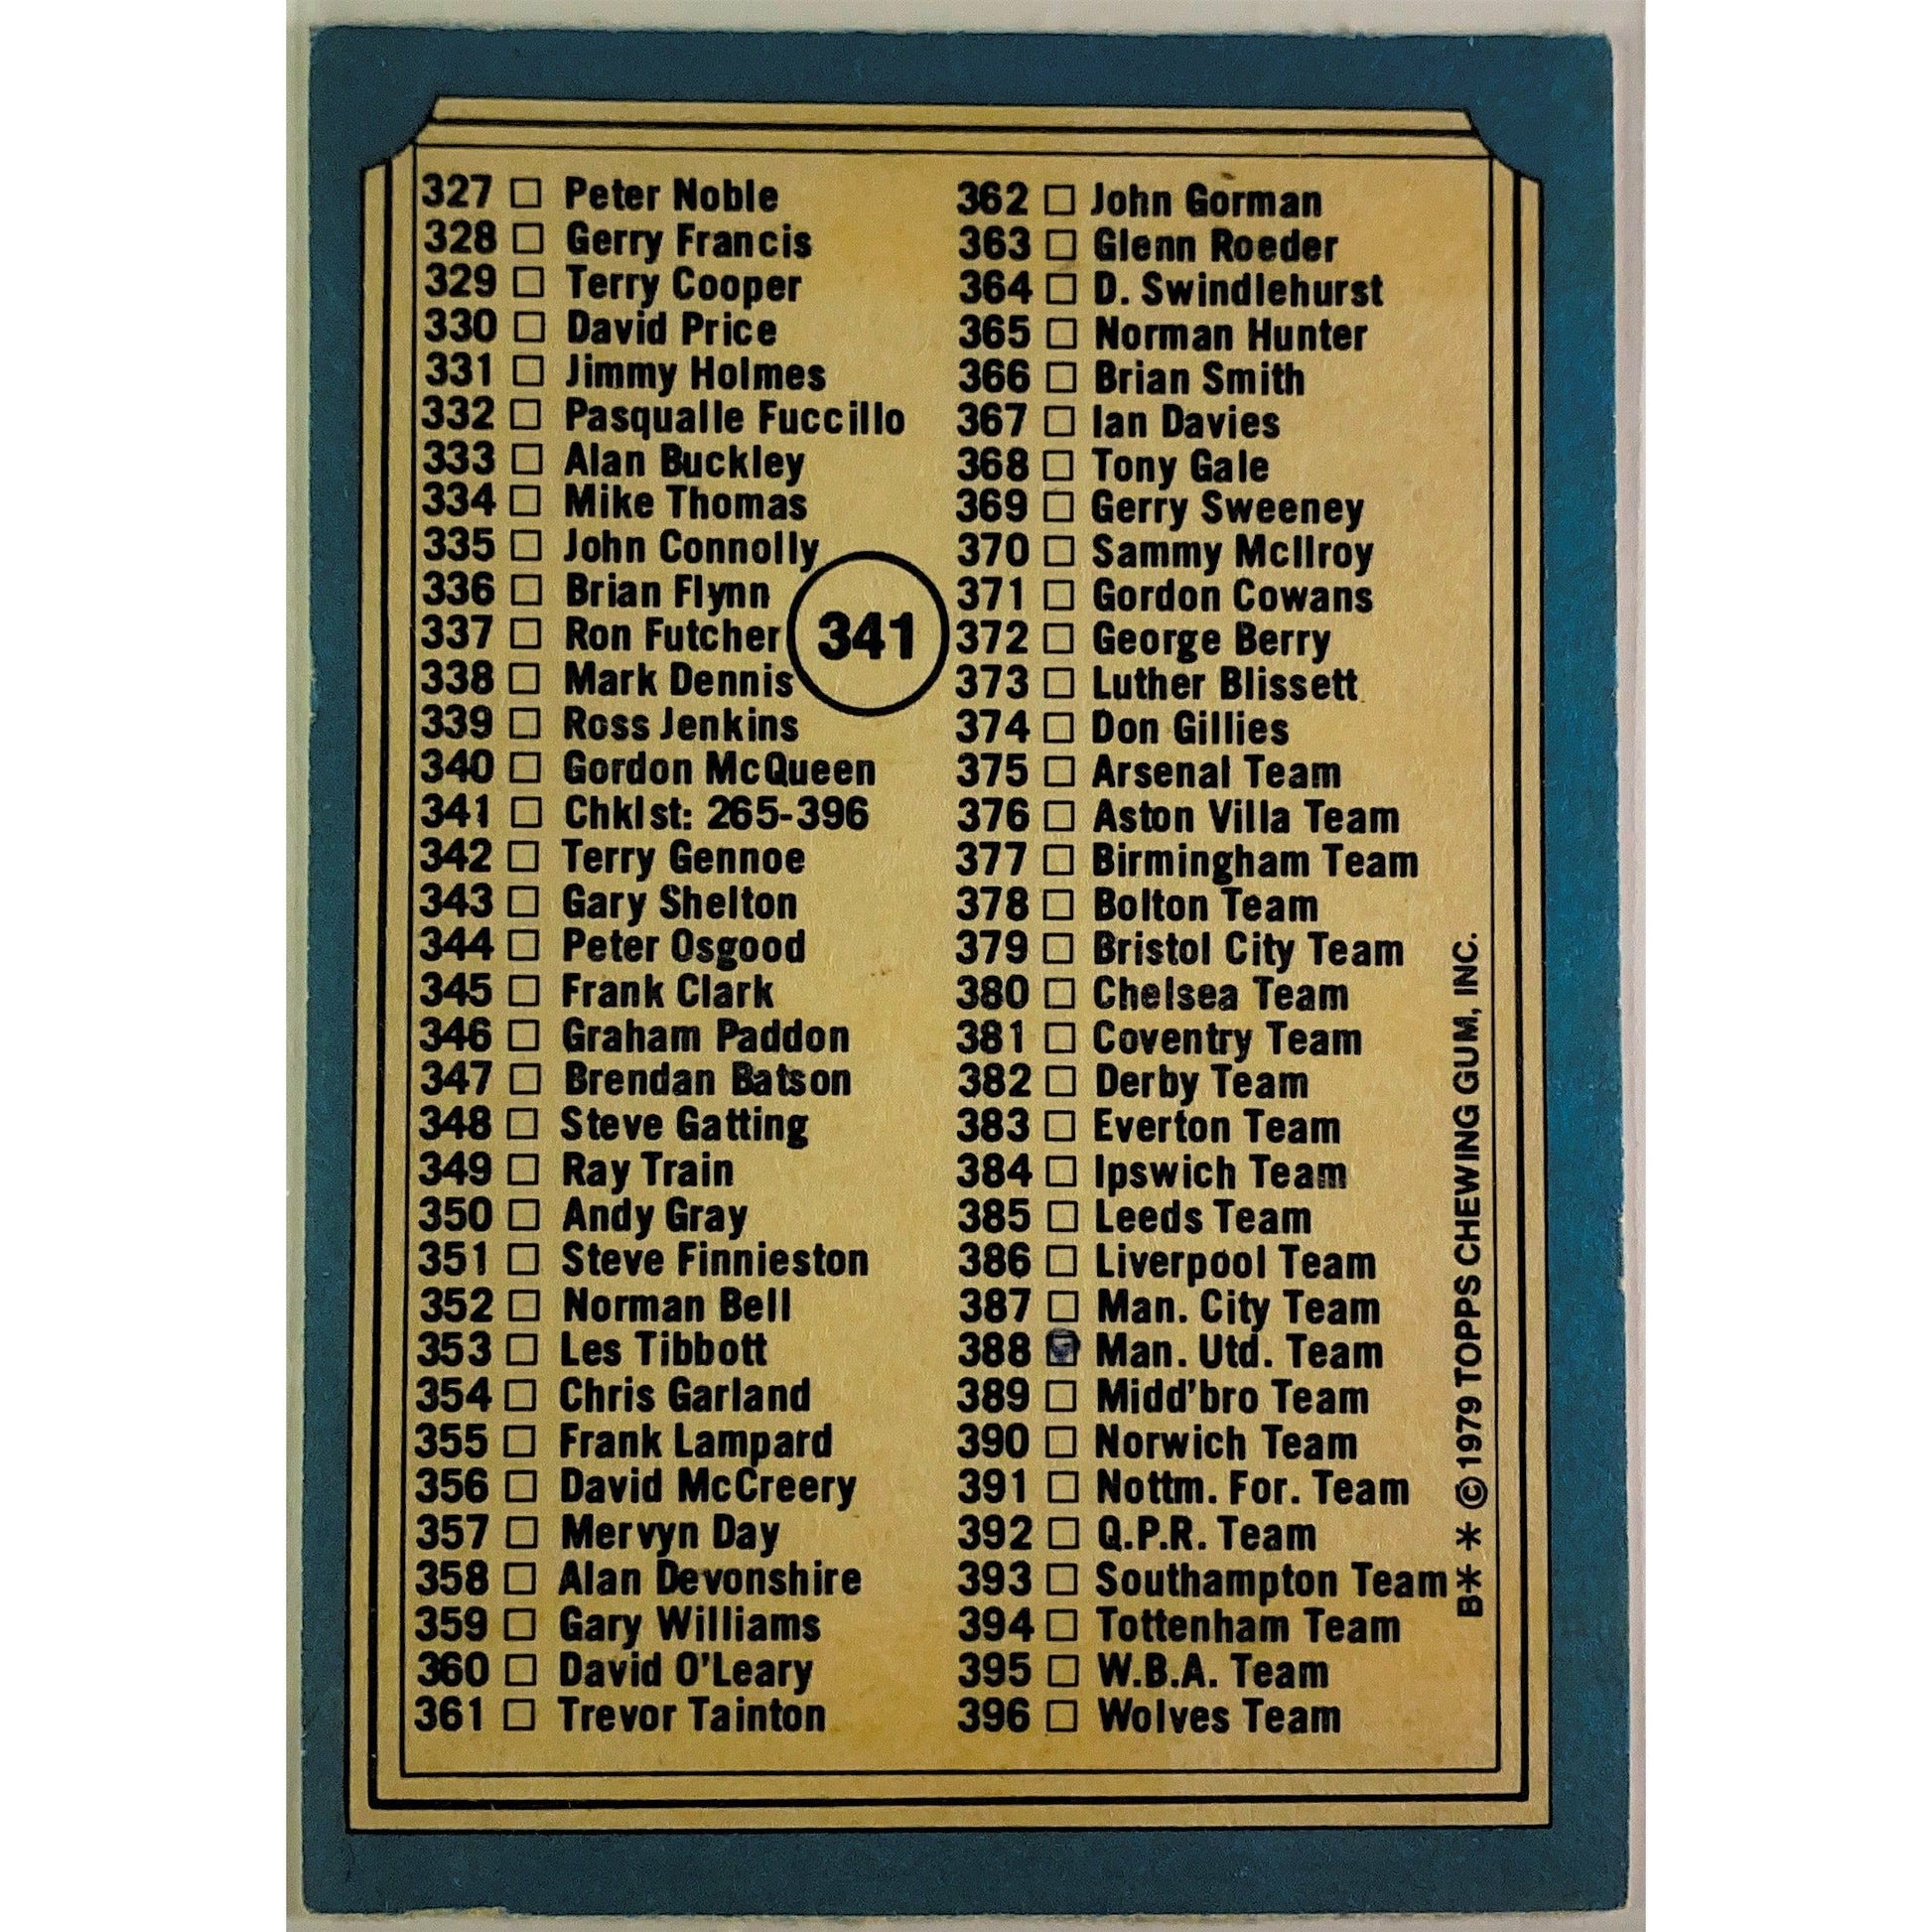 327 □ Peter Noble
328 □ Gerry Francis
329 □ Terry Cooper
330 □ David Price
331 □ Jimmy Holmes
332 □ Pasqualle Fuccillo
333 □ Alan Buckley
334 □ Mike Thomas
335 □ John Connolly
336 □ Brian Flynn
337 □ Ron Futcher
338 □ Mark Dennis
339 □ Ross Jenkins
340 □ Gordon McQueen
341 □ Chklst: 265-396
342 □ Terry Gennoe
343 □ Gary Shelton
344 □ Peter Osgood
345 □ Frank Clark
346 □ Graham Paddon
347 □ Brendan Batson
348 □ Steve Gatting
349 □ Ray Train
350 □ Andy Gray
351 □ Steve Finnieston
352 □ Norman Bell
353 □ Les Tibbott
354 □ Chris Garland
355 □ Frank Lampard
356 □ David McCreery
357 □ Mervyn Day
358 □ Alan Devonshire
359 □ Gary Williams
360 □ David O'Leary
361 □ Trevor Tainton
341
362 □ John Gorman
363 □ Glenn Roeder
364 □ D. Swindlehurst
365 □ Norman Hunter
366 □ Brian Smith
367 □ Ian Davies
368 □ Tony Gale
369 □ Gerry Sweeney
370 □ Sammy McIlroy
371 □ Gordon Cowans
372 □ George Berry
373 □ Luther Blissett
374 □ Don Gillies
375 □ Arsenal Team
376 □ Aston Villa Team
377 □ Birmingham Team
378 □ Bolton Team
379 □ Bristol City Team
380 □ Chelsea Team
381 □ Coventry Team
382 □ Derby Team
383 □ Everton Team
384 □ Ipswich Team
385 □ Leeds Team
386 □ Liverpool Team
387 □ Man. City Team
388 □ Man. Utd. Team
389 □ Midd'bro Team
390 □ Norwich Team
391 □ Nottm. For. Team
392 □ Q.P.R. Team
393 □ Southampton Team
394 □ Tottenham Team
395 □ W.B.A. Team
396 □ Wolves Team
B* * © 1979 TOPPS CHEWING GUM, INC.